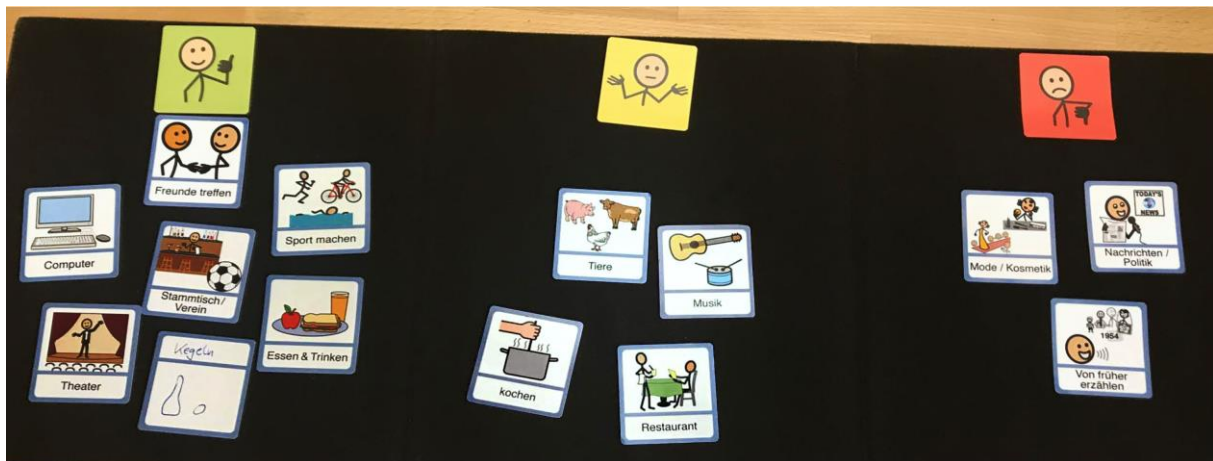 Freunde treffen
Computer
Sport machen
Stammtisch/
Verein
Theater
Kegeln
Essen & Trinken
Tiere
Musik
kochen
Restaurant
Mode / Kosmetik
TODAY'S
NEWS
Nachrichten /
Politik
1954
Von früher
erzählen